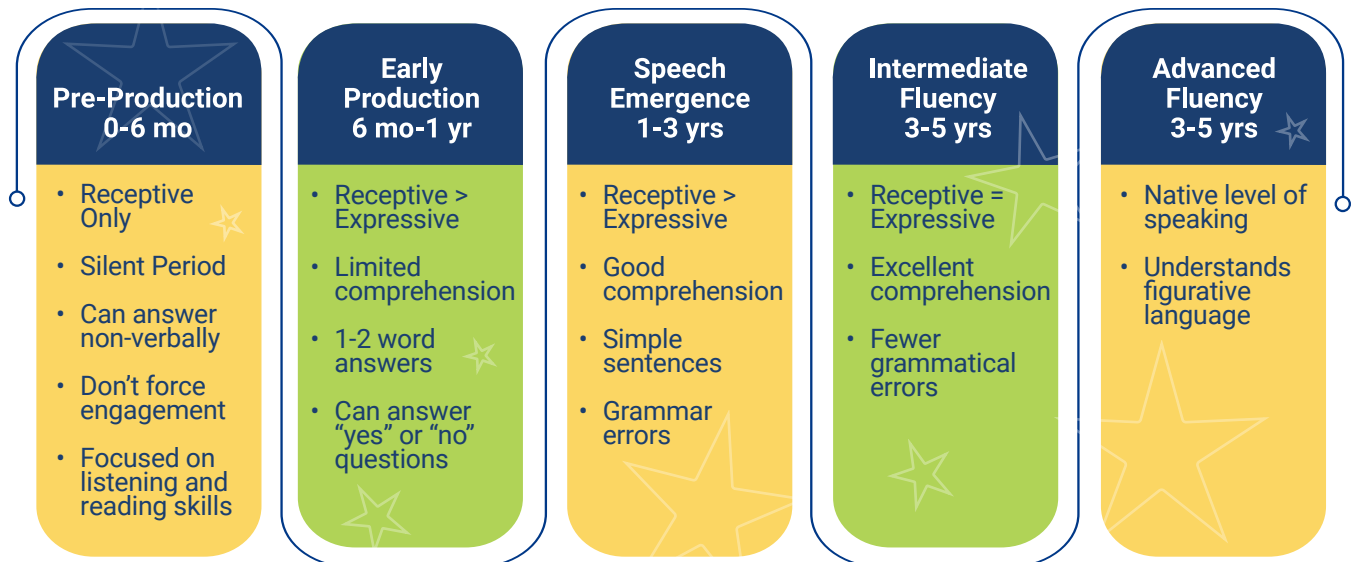 Pre-Production
0-6 mo
• Receptive
Only
• Silent Period
• Can answer
non-verbally
• Don’t force
engagement
• Focused on
listening and
reading skills
Early
Production
6 mo-1 yr
• Receptive >
Expressive
• Limited
comprehension
• 1-2 word
answers
• Can answer
“yes” or “no”
questions
Speech
Emergence
1-3 yrs
• Receptive >
Expressive
• Good
comprehension
• Simple
sentences
• Grammar
errors
Intermediate
Fluency
3-5 yrs
• Receptive =
Expressive
• Excellent
comprehension
• Fewer
grammatical
errors
Advanced
Fluency
3-5 yrs
• Native level of
speaking
• Understands
figurative
language